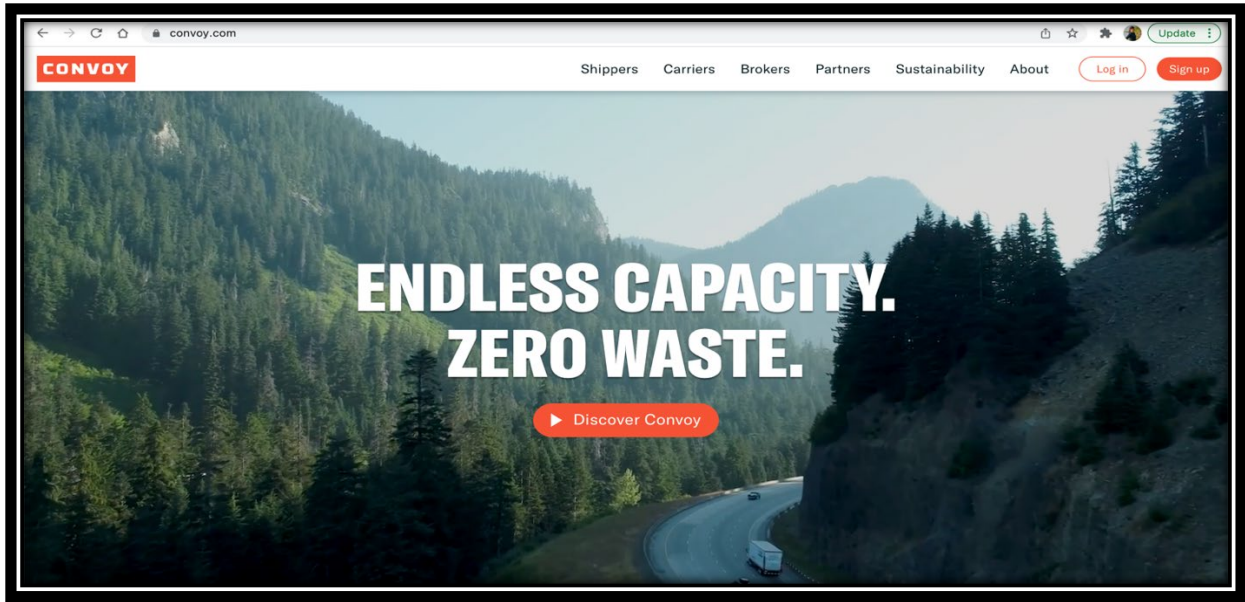 convoy.com
Update
CONVOY
Shippers Carriers Brokers Partners Sustainability About Log in Sign up
ENDLESS CAPACITY.
ZERO WASTE.
Discover Convoy